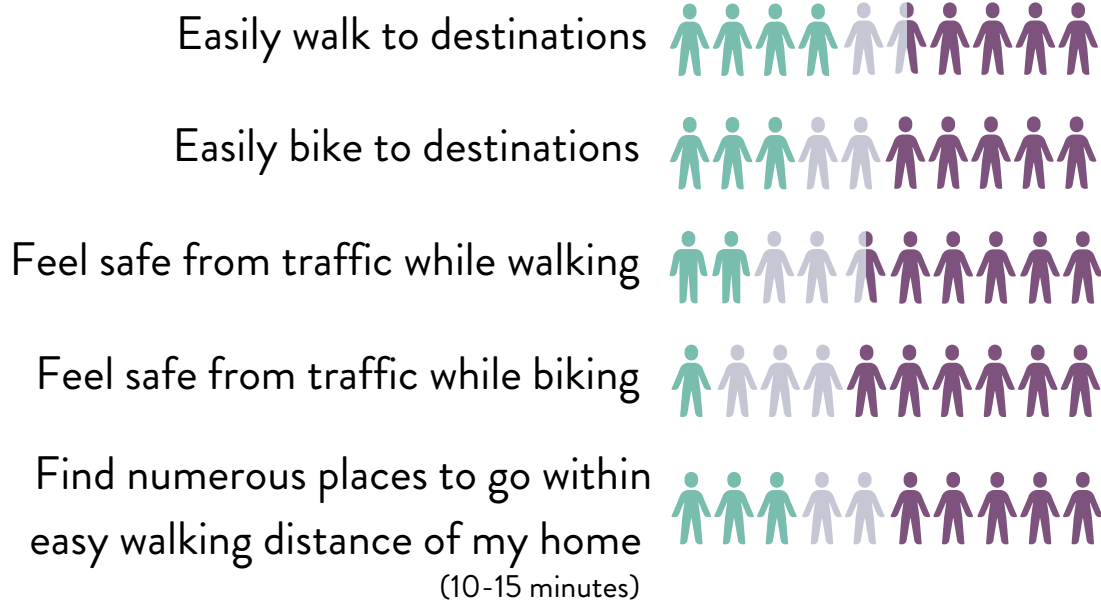 Easily walk to destinations
Easily bike to destinations
Feel safe from traffic while walking
Feel safe from traffic while biking
Find numerous places to go within
easy walking distance of my home
(10-15 minutes)